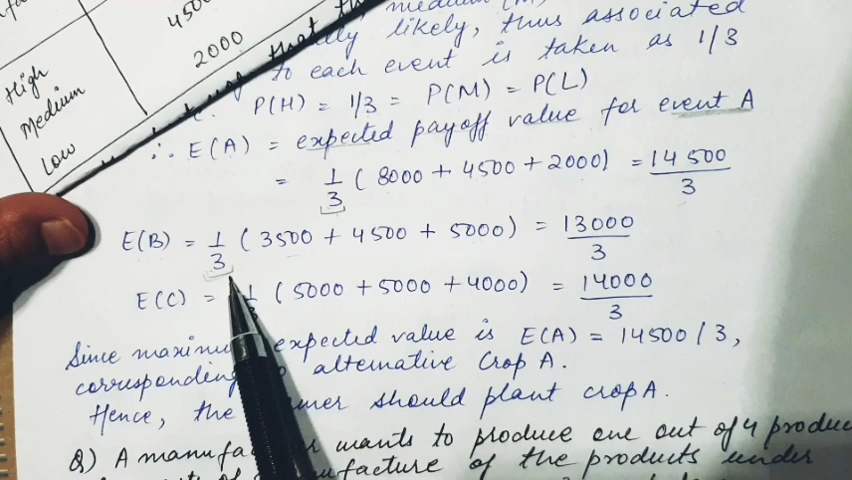 4500
2000
High
Medium
Low
likely, thus associated
to each event is taken as 1/3
P(H) = 1/3 = P(M) = P(L)
∴ E(A) = expected payoff value for event A
= 1/3 (8000 + 4500 + 2000) = 14500/3
E(B) = 1/3 (3500 + 4500 + 5000) = 13000/3
E(C) = (5000 + 5000 + 4000) = 14000/3
Since expected value is E(A) = 14500/3,
corresponding alternative Crop A.
Hence, the should plant crop A.
Q) A wants to produce one out of 4
of the products under